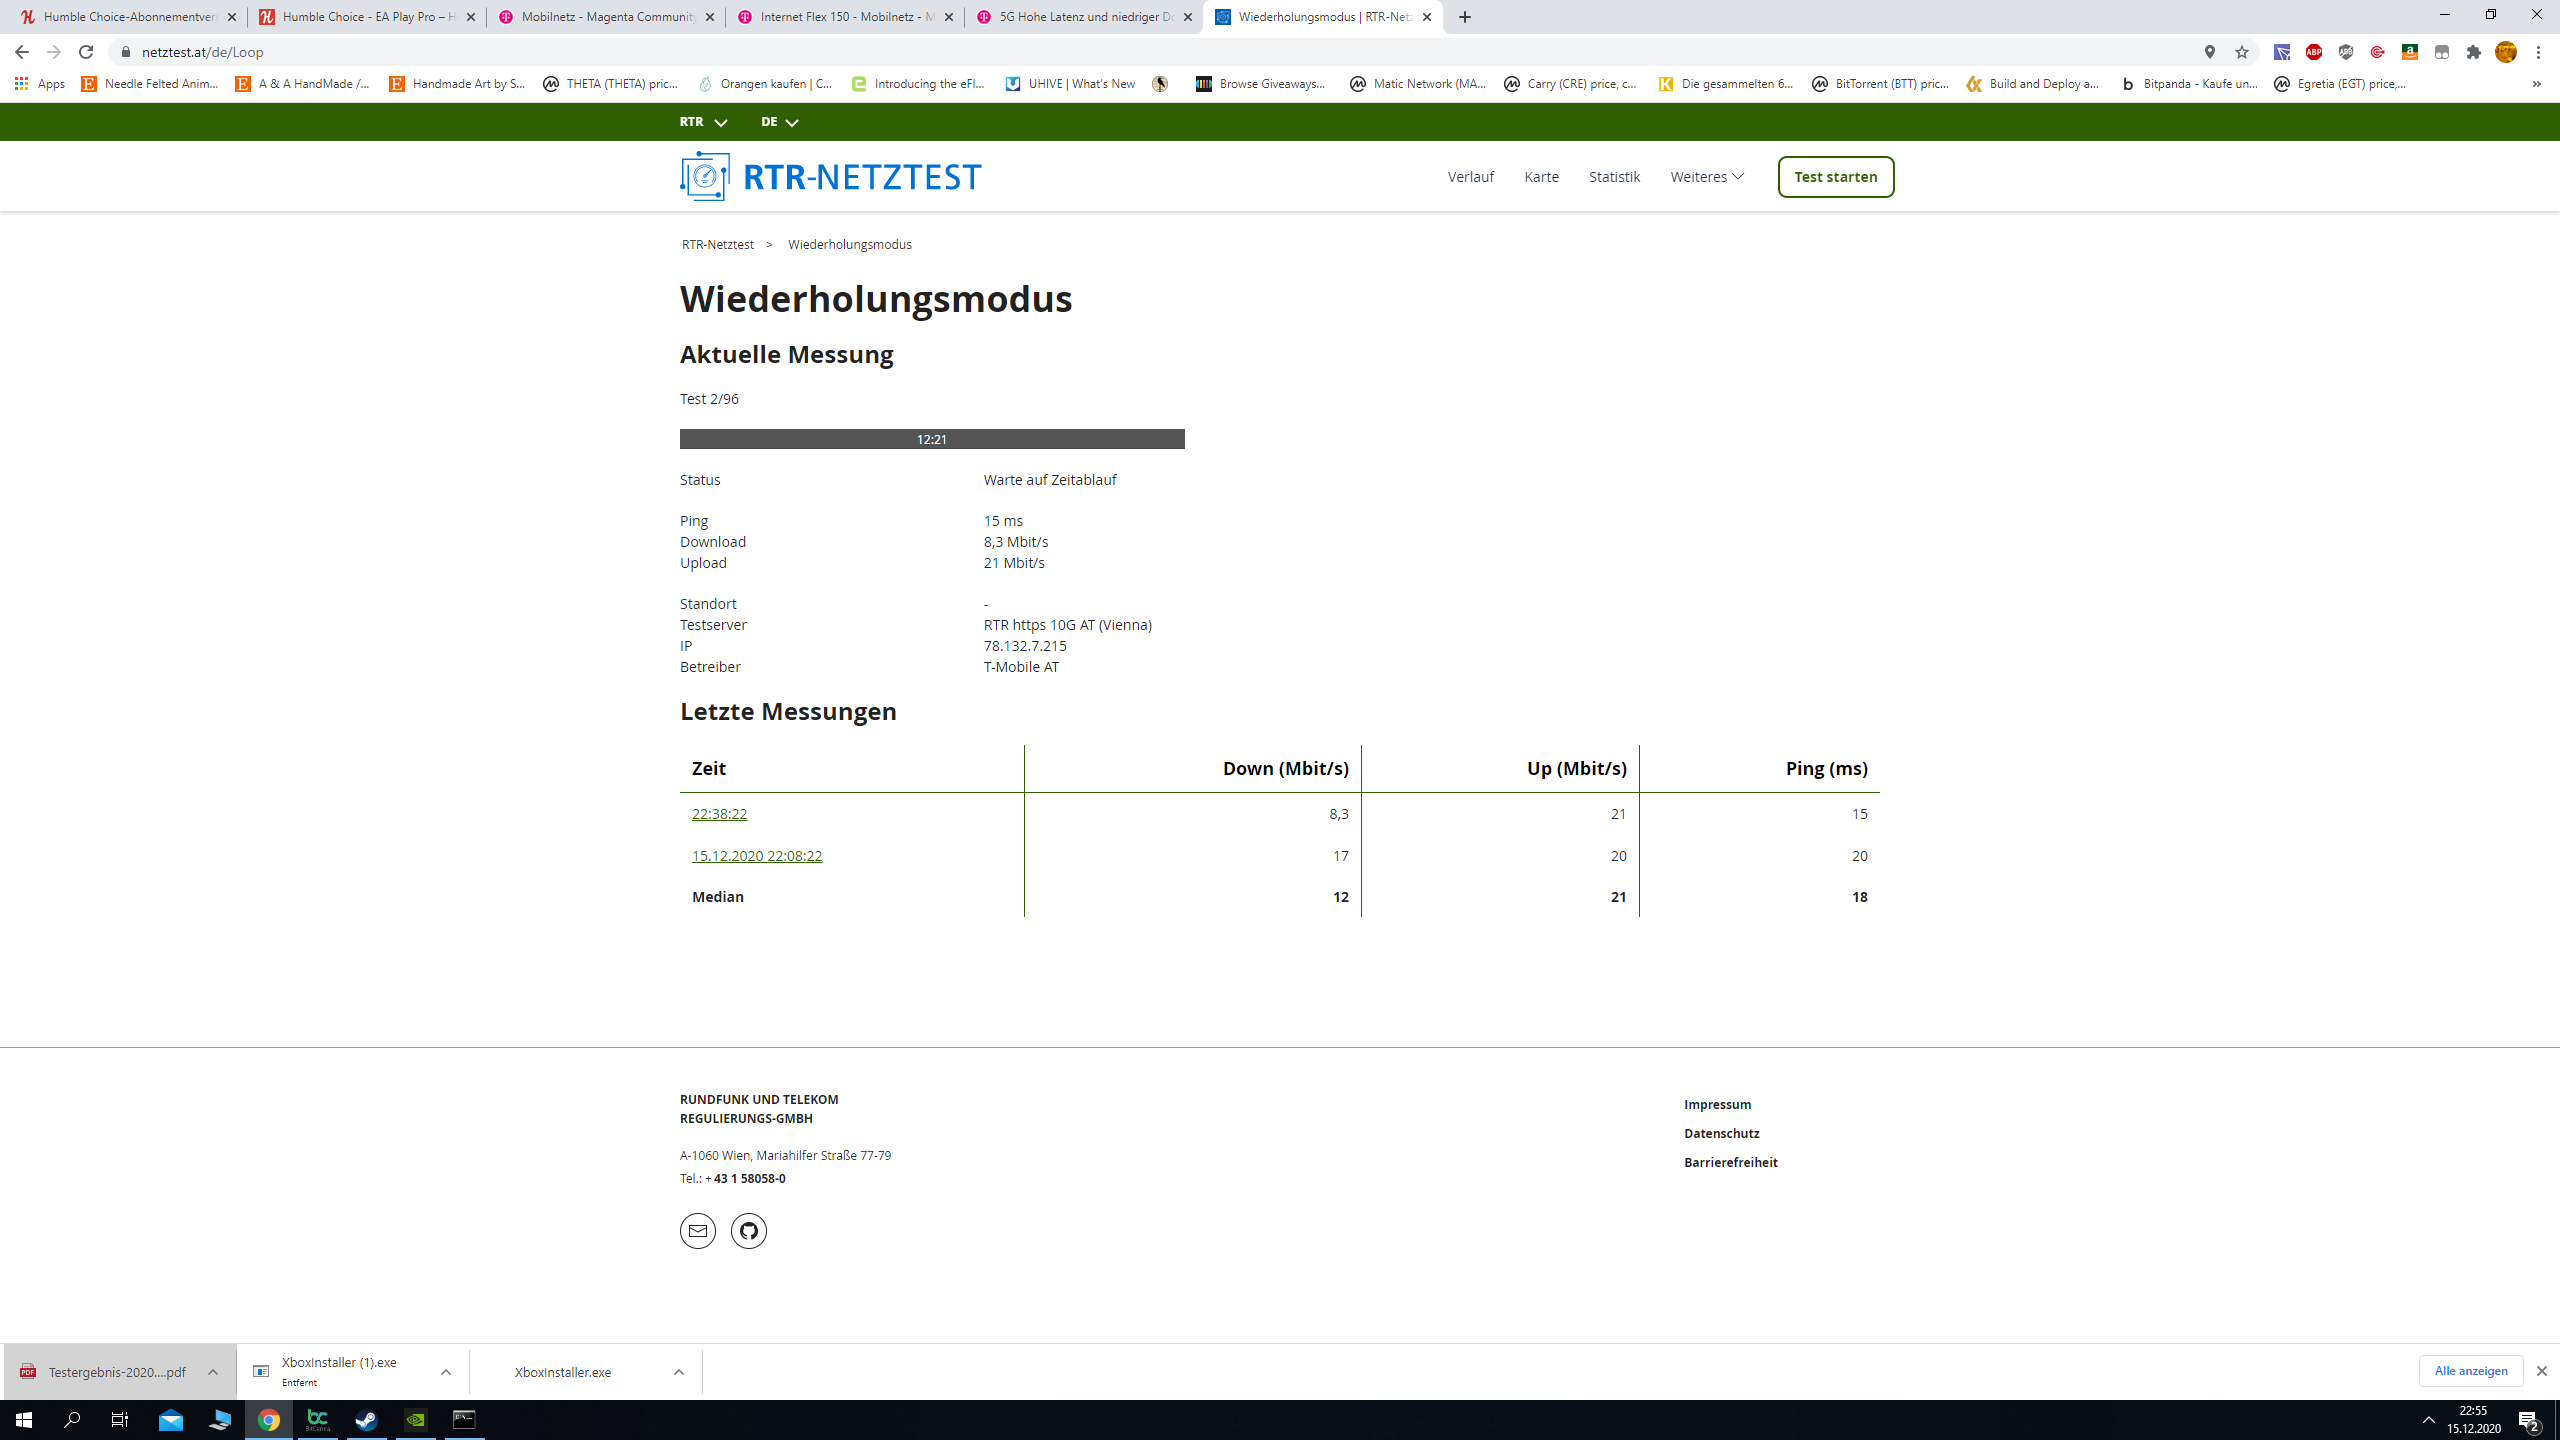 Humble Choice-Abonnementver
Humble Choice - EA Play Pro – H
Mobilnetz - Magenta Community
Internet Flex 150 - Mobilnetz - M
5G Hohe Latenz und niedriger Do
Wiederholungsmodus | RTR-Netz
netztest.at/de/Loop
Apps
Needle Felted Anim...
A & A HandMade /...
Handmade Art by S...
THETA (THETA) pric...
Orangen kaufen | C...
Introducing the eFl...
UHIVE | What's New
Browse Giveaways...
Matic Network (MA...
Carry (CRE) price, c...
Die gesammelten 6...
BitTorrent (BTT) pric...
Build and Deploy a...
Bitpanda - Kaufe un...
Egretia (EGT) price,...
»
RTR DE
RTR-NETZTEST
Verlauf Karte Statistik Weiteres Test starten
RTR-Netztest > Wiederholungsmodus
Wiederholungsmodus
Aktuelle Messung
Test 2/96
12:21
Status Warte auf Zeitablauf
Ping 15 ms
Download 8,3 Mbit/s
Upload 21 Mbit/s
Standort -
Testserver RTR https 10G AT (Vienna)
IP 78.132.7.215
Betreiber T-Mobile AT
Letzte Messungen
Zeit Down (Mbit/s) Up (Mbit/s) Ping (ms)
22:38:22 8,3 21 15
15.12.2020 22:08:22 17 20 20
Median 12 21 18
RUNDFUNK UND TELEKOM
REGULIERUNGS-GMBH
A-1060 Wien, Mariahilfer Straße 77-79
Tel.: + 43 1 58058-0
Impressum
Datenschutz
Barrierefreiheit
Testergebnis-2020....pdf
XboxInstaller (1).exe
Entfernt
XboxInstaller.exe
Alle anzeigen
22:55
15.12.2020
2